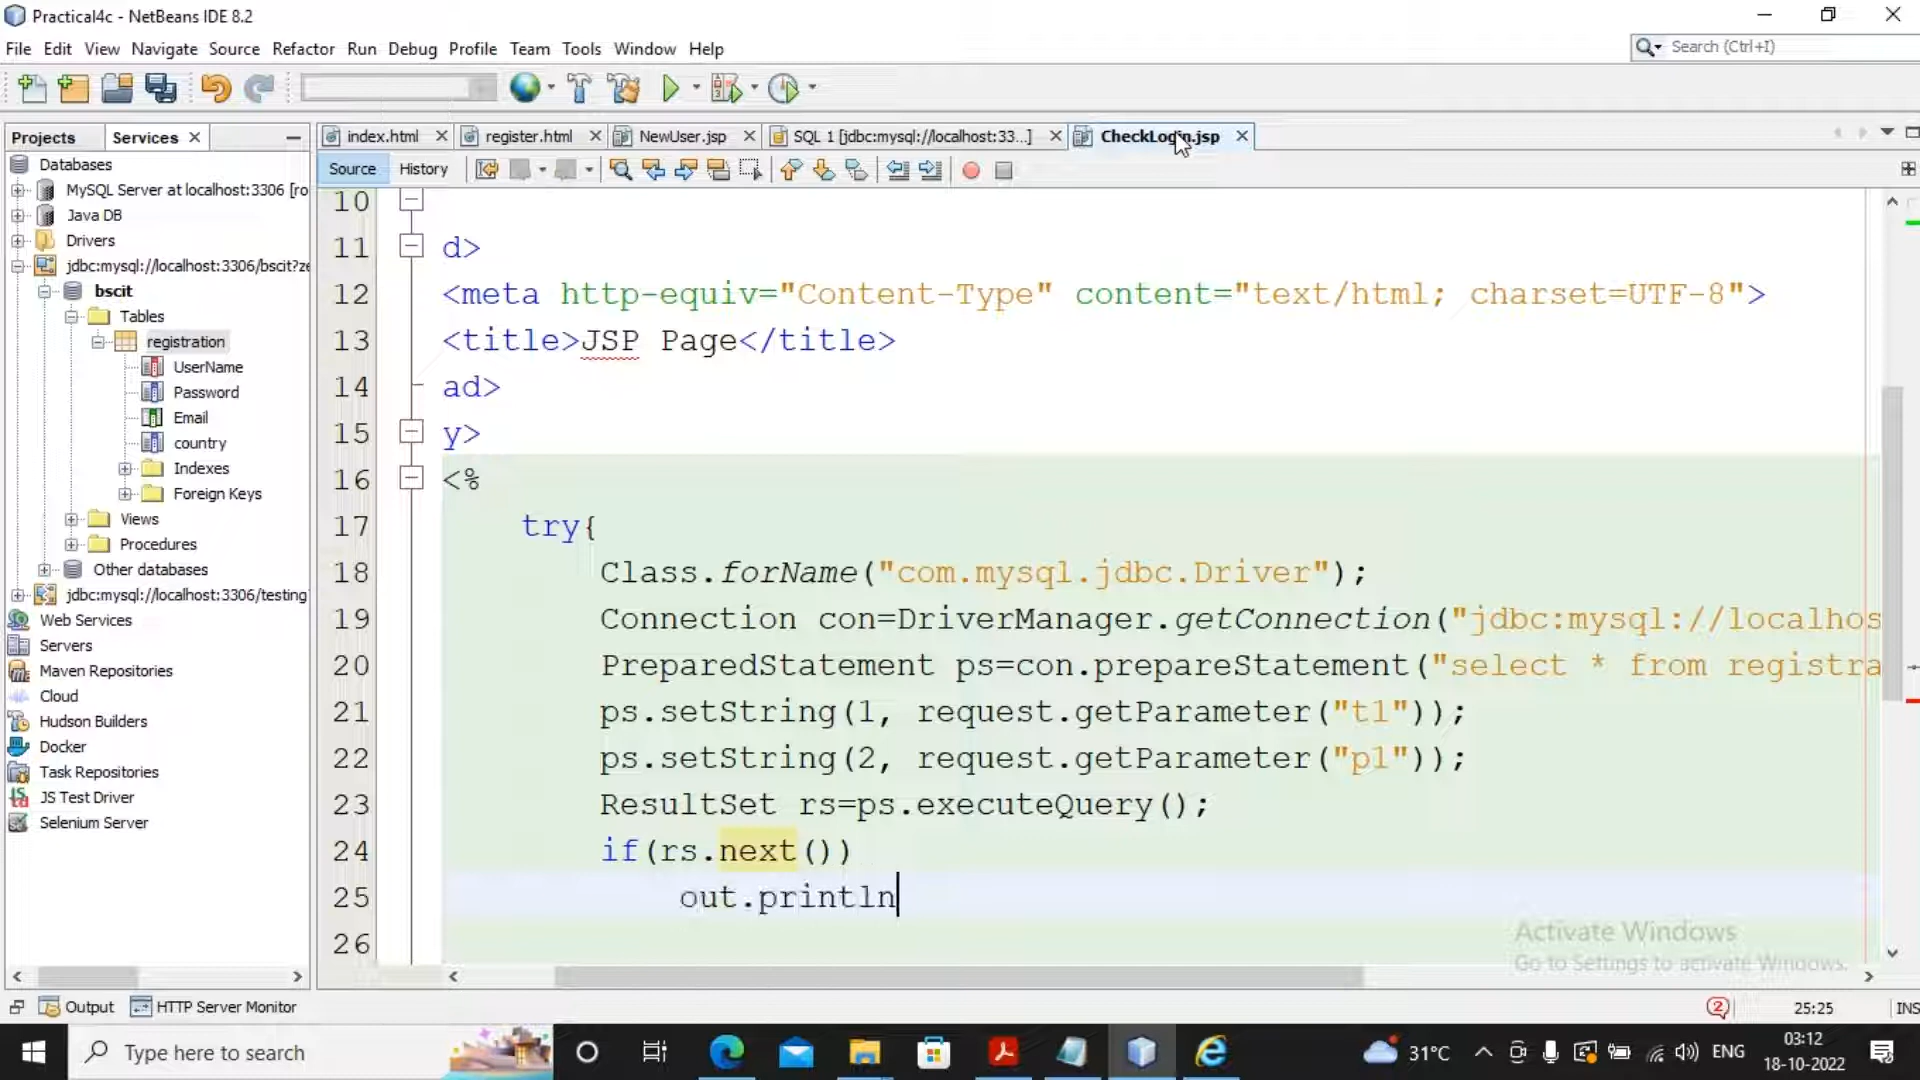 Practical4c - NetBeans IDE 8.2
File Edit View Navigate Source Refactor Run Debug Profile Team Tools Window Help
Search (Ctrl+I)
Projects Services
index.html register.html NewUser.jsp SQL 1 [jdbc:mysql://localhost:33...] CheckLogin.jsp
Source History
Databases
MySQL Server at localhost:3306 [ro
Java DB
Drivers
jdbc:mysql://localhost:3306/bscit?ze
bscit
Tables
registration
UserName
Password
Email
country
Indexes
Foreign Keys
Views
Procedures
Other databases
jdbc:mysql://localhost:3306/testing
Web Services
Servers
Maven Repositories
Cloud
Hudson Builders
Docker
Task Repositories
JS Test Driver
Selenium Server
10
11 d>
12 <meta http-equiv="Content-Type" content="text/html; charset=UTF-8">
13 <title>JSP Page</title>
14 ad>
15 y>
16 <%
17 try{
18 Class.forName("com.mysql.jdbc.Driver");
19 Connection con=DriverManager.getConnection("jdbc:mysql://localhos
20 PreparedStatement ps=con.prepareStatement("select * from registra
21 ps.setString(1, request.getParameter("t1"));
22 ps.setString(2, request.getParameter("p1"));
23 ResultSet rs=ps.executeQuery();
24 if(rs.next())
25 out.println
26
Activate Windows
Go to Settings to activate Windows.
Output HTTP Server Monitor
2 25:25 INS
Type here to search
31°C ENG
03:12
18-10-2022